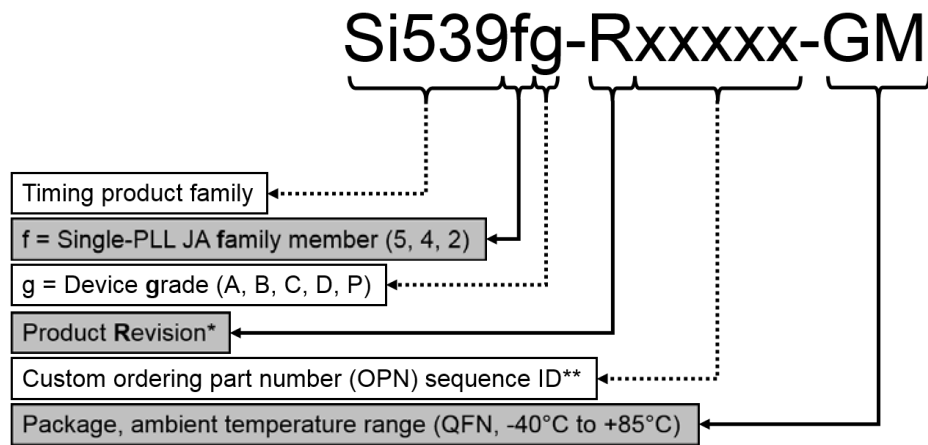 Si539fg-Rxxxxx-GM
Timing product family
f = Single-PLL JA family member (5, 4, 2)
g = Device grade (A, B, C, D, P)
Product Revision*
Custom ordering part number (OPN) sequence ID**
Package, ambient temperature range (QFN, -40°C to +85°C)